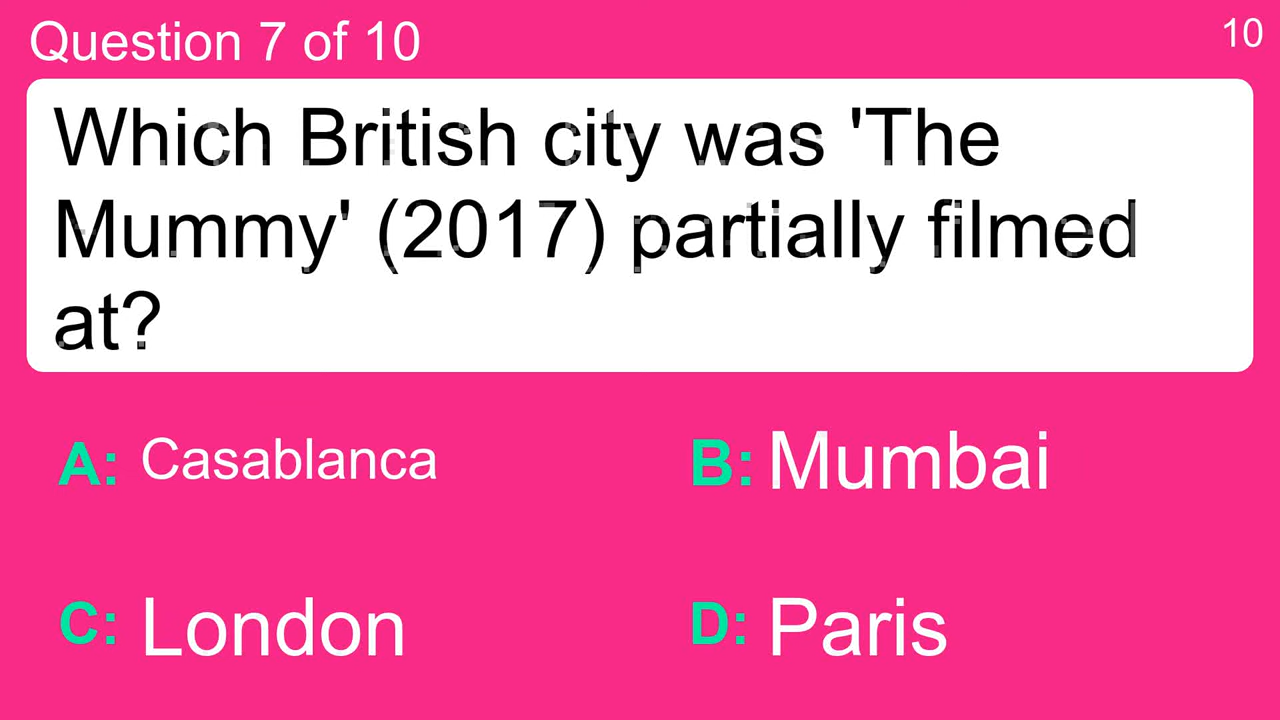 Question 7 of 10
10
Which British city was 'The
Mummy' (2017) partially filmed
at?
A: Casablanca
B: Mumbai
C: London
D: Paris